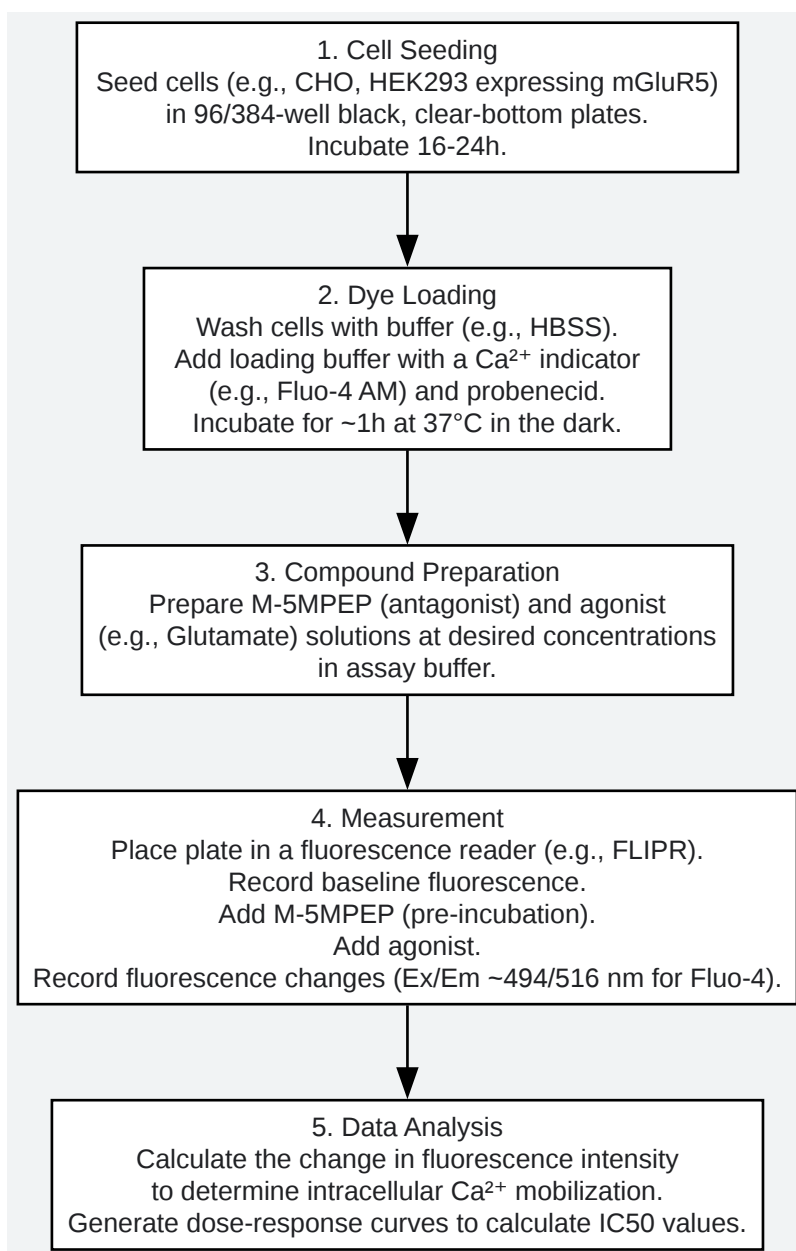 1. Cell Seeding
Seed cells (e.g., CHO, HEK293 expressing mGluR5)
in 96/384-well black, clear-bottom plates.
Incubate 16-24h.
2. Dye Loading
Wash cells with buffer (e.g., HBSS).
Add loading buffer with a Ca²⁺ indicator
(e.g., Fluo-4 AM) and probenecid.
Incubate for ~1h at 37°C in the dark.
3. Compound Preparation
Prepare M-5MPEP (antagonist) and agonist
(e.g., Glutamate) solutions at desired concentrations
in assay buffer.
4. Measurement
Place plate in a fluorescence reader (e.g., FLIPR).
Record baseline fluorescence.
Add M-5MPEP (pre-incubation).
Add agonist.
Record fluorescence changes (Ex/Em ~494/516 nm for Fluo-4).
5. Data Analysis
Calculate the change in fluorescence intensity
to determine intracellular Ca²⁺ mobilization.
Generate dose-response curves to calculate IC50 values.